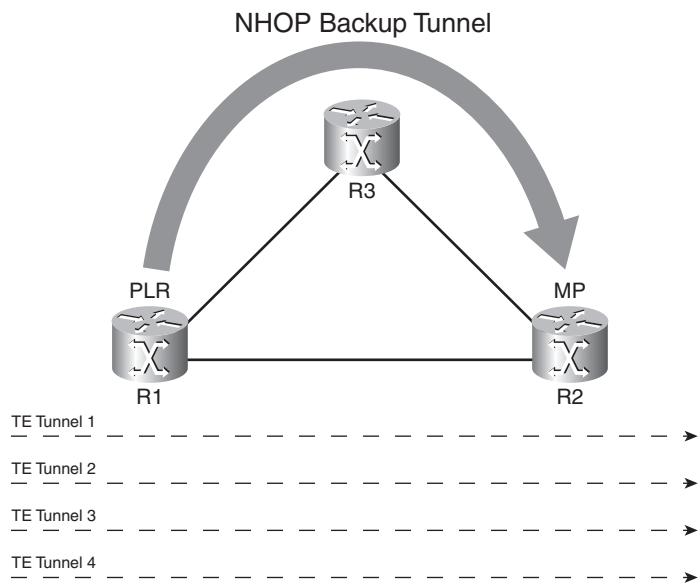 NHOP Backup Tunnel
R3
PLR
MP
R1
R2
TE Tunnel 1
TE Tunnel 2
TE Tunnel 3
TE Tunnel 4